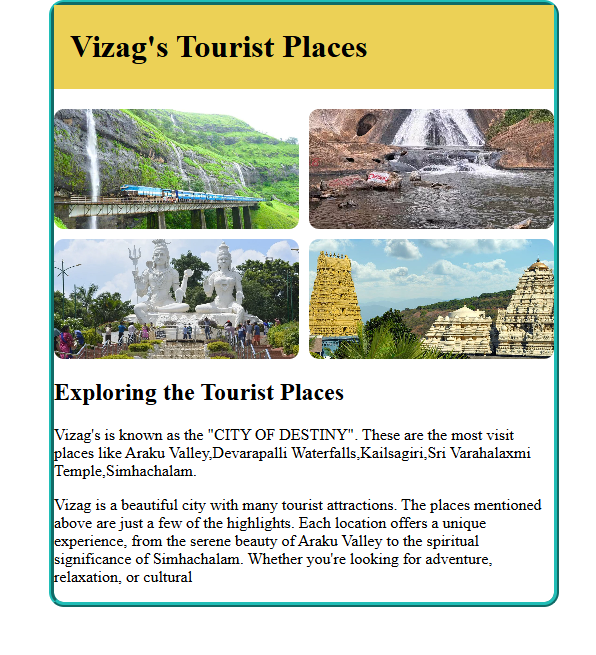 Vizag's Tourist Places
Exploring the Tourist Places
Vizag's is known as the "CITY OF DESTINY". These are the most visit
places like Araku Valley,Devarapalli Waterfalls,Kailsagiri,Sri Varahalaxmi
Temple,Simhachalam.
Vizag is a beautiful city with many tourist attractions. The places mentioned
above are just a few of the highlights. Each location offers a unique
experience, from the serene beauty of Araku Valley to the spiritual
significance of Simhachalam. Whether you're looking for adventure,
relaxation, or cultural